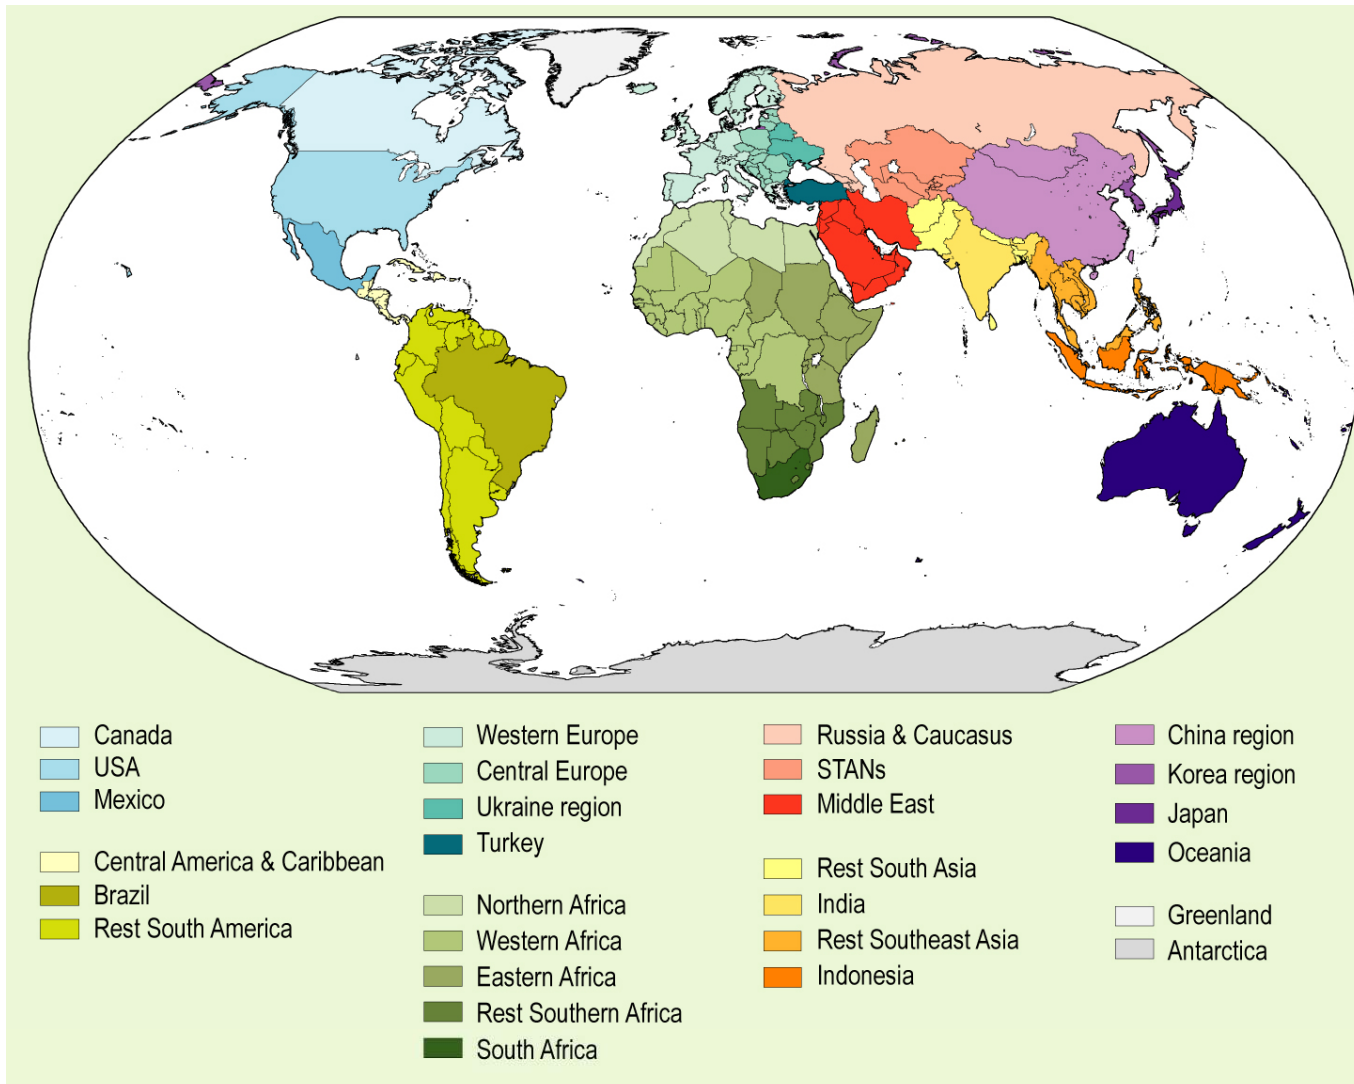 Canada
USA
Mexico
Central America & Caribbean
Brazil
Rest South America
Western Europe
Central Europe
Ukraine region
Turkey
Northern Africa
Western Africa
Eastern Africa
Rest Southern Africa
South Africa
Russia & Caucasus
STANs
Middle East
Rest South Asia
India
Rest Southeast Asia
Indonesia
China region
Korea region
Japan
Oceania
Greenland
Antarctica